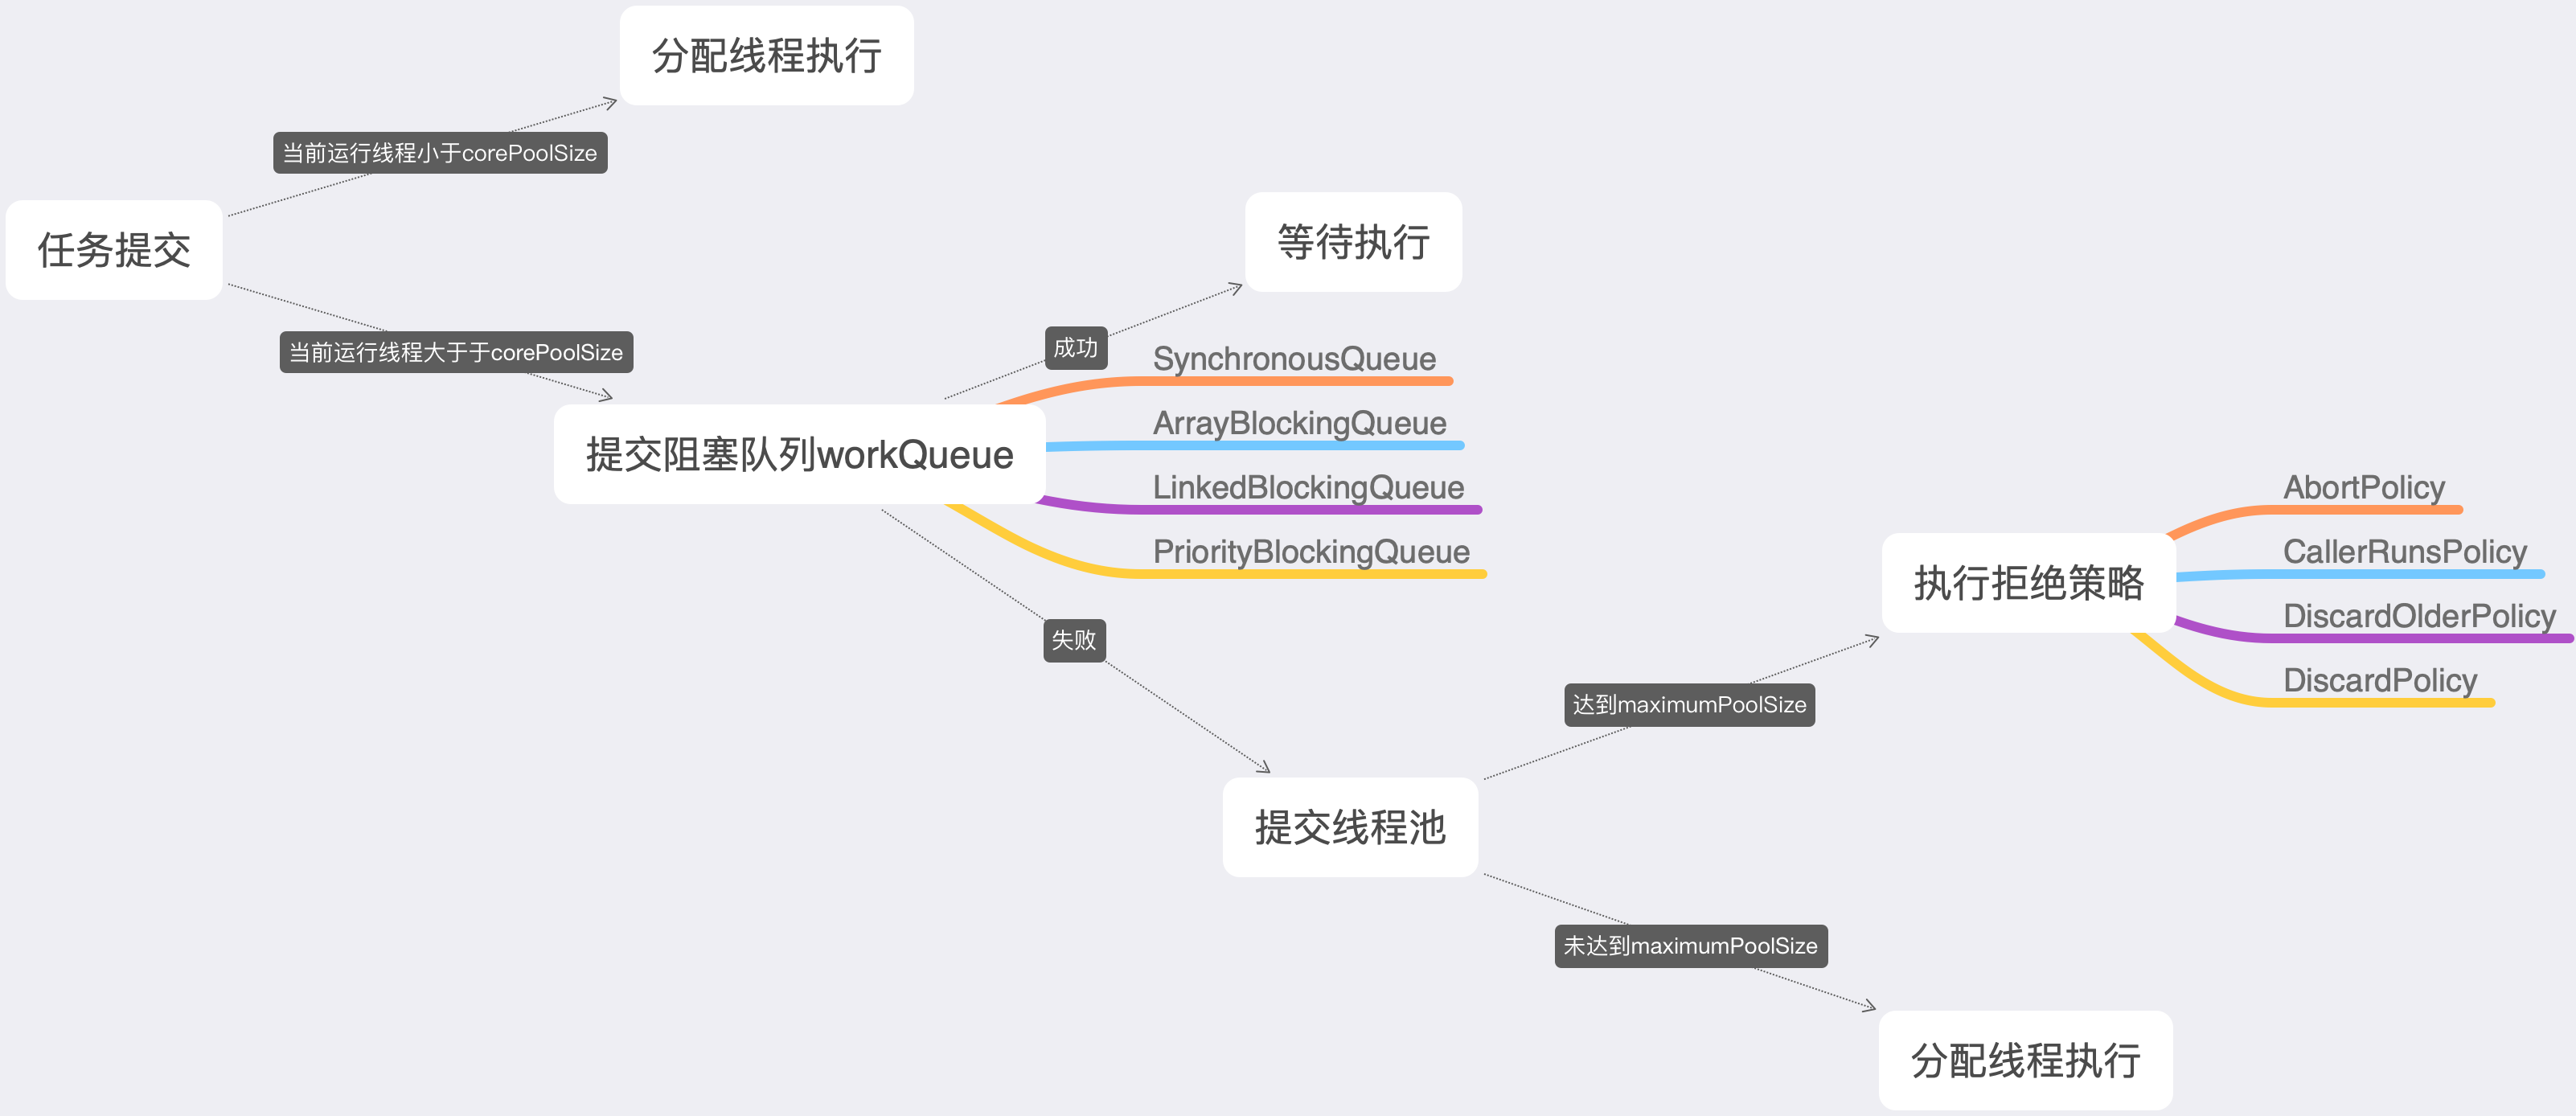 分配线程执行
当前运行线程小于corePoolSize
任务提交
当前运行线程大于于corePoolSize
等待执行
成功
提交阻塞队列workQueue
SynchronousQueue
ArrayBlockingQueue
LinkedBlockingQueue
PriorityBlockingQueue
失败
提交线程池
达到maximumPoolSize
执行拒绝策略
AbortPolicy
CallerRunsPolicy
DiscardOlderPolicy
DiscardPolicy
未达到maximumPoolSize
分配线程执行